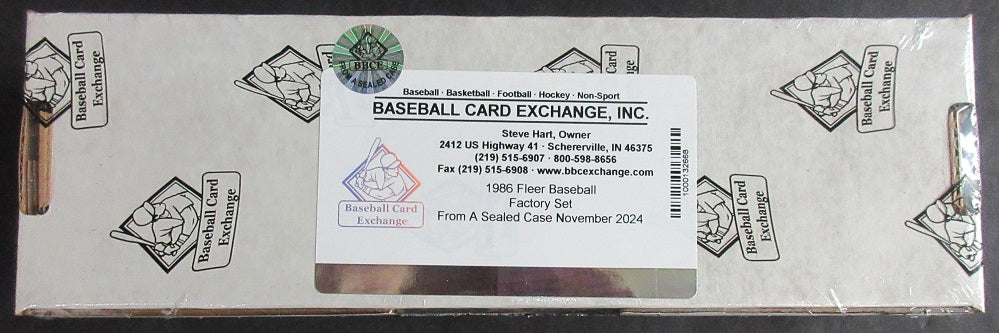 BBCE
FROM A SEALED CASE
Baseball · Basketball · Football · Hockey · Non-Sport
BASEBALL CARD EXCHANGE, INC.
Steve Hart, Owner
2412 US Highway 41 · Schererville, IN 46375
(219) 515-6907 · 800-598-8656
Fax (219) 515-6908 · www.bbcexchange.com
1986 Fleer Baseball
Factory Set
From A Sealed Case November 2024
1000132668
Baseball Card
Exchange
Baseball Card
Exchange
Baseball Card
Exchange
Baseball Card
Exchange
Baseball Card
Exchange